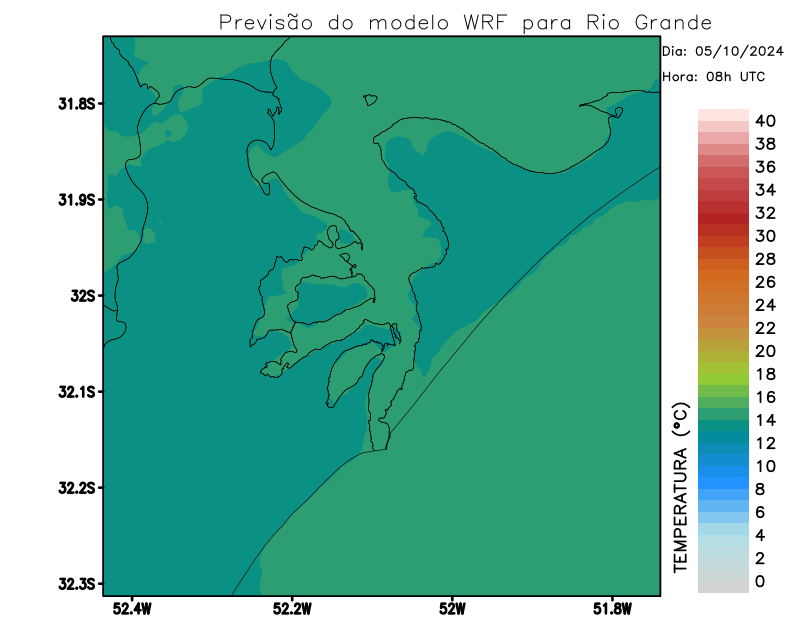 Previsão do modelo WRF para Rio Grande
Dia: 05/10/2024
Hora: 08h UTC
31.8S
31.9S
32S
32.1S
32.2S
32.3S
52.4W
52.2W
52W
51.8W
TEMPERATURA (°C)
40
38
36
34
32
30
28
26
24
22
20
18
16
14
12
10
8
6
4
2
0